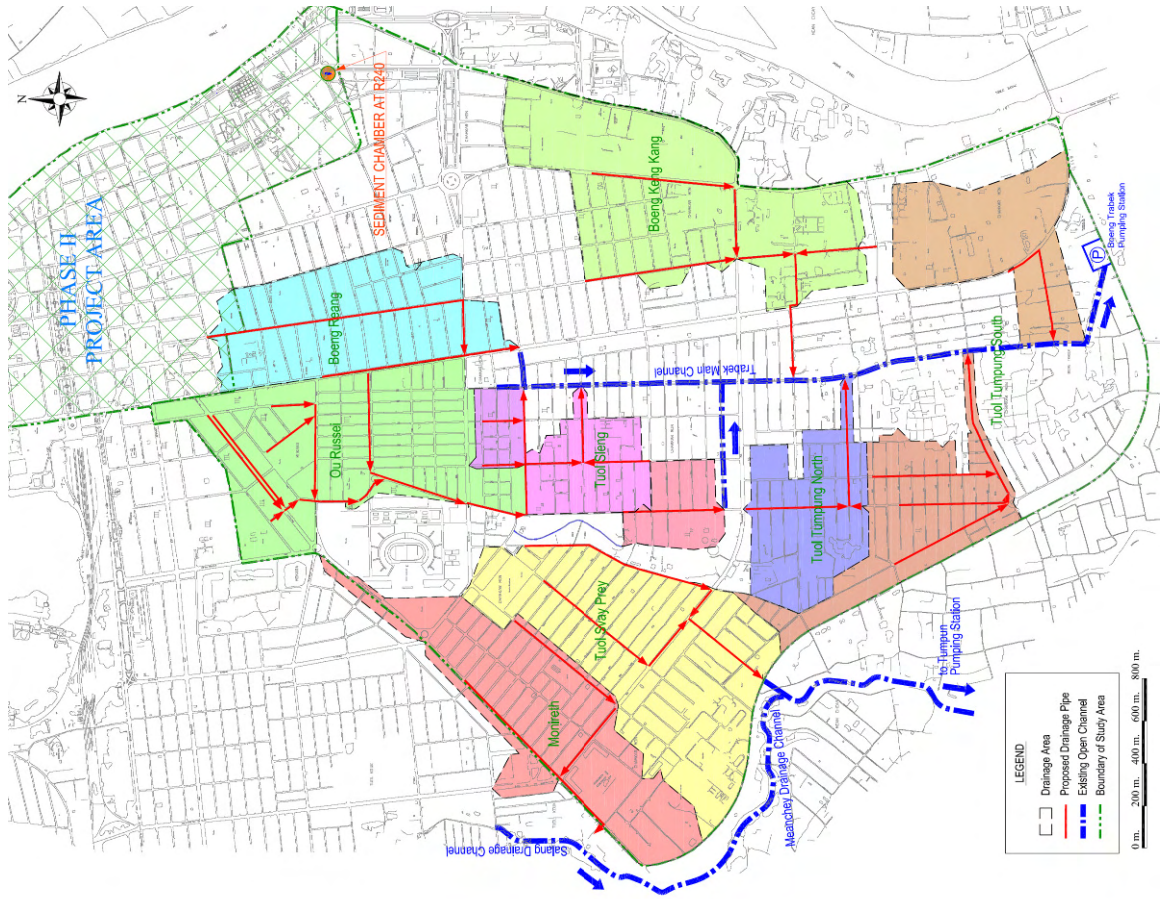 N
PHASE II
PROJECT AREA
SEDIMENT CHAMBER AT R240
Boeng Reang
Boeng Keng Kang
Ou Russei
Tuol Sleng
Trabek Main Channel
Tuol Tumpung North
Tuol Tumpung South
Tuol Svay Prey
Monireth
P
Boeng Trabek
Pumping Station
Salang Drainage Channel
Meanchey Drainage Channel
to Tumpun
Pumping Station
LEGEND
Drainage Area
Proposed Drainage Pipe
Existing Open Channel
Boundary of Study Area
0 m. 200 m. 400 m. 600 m. 800 m.